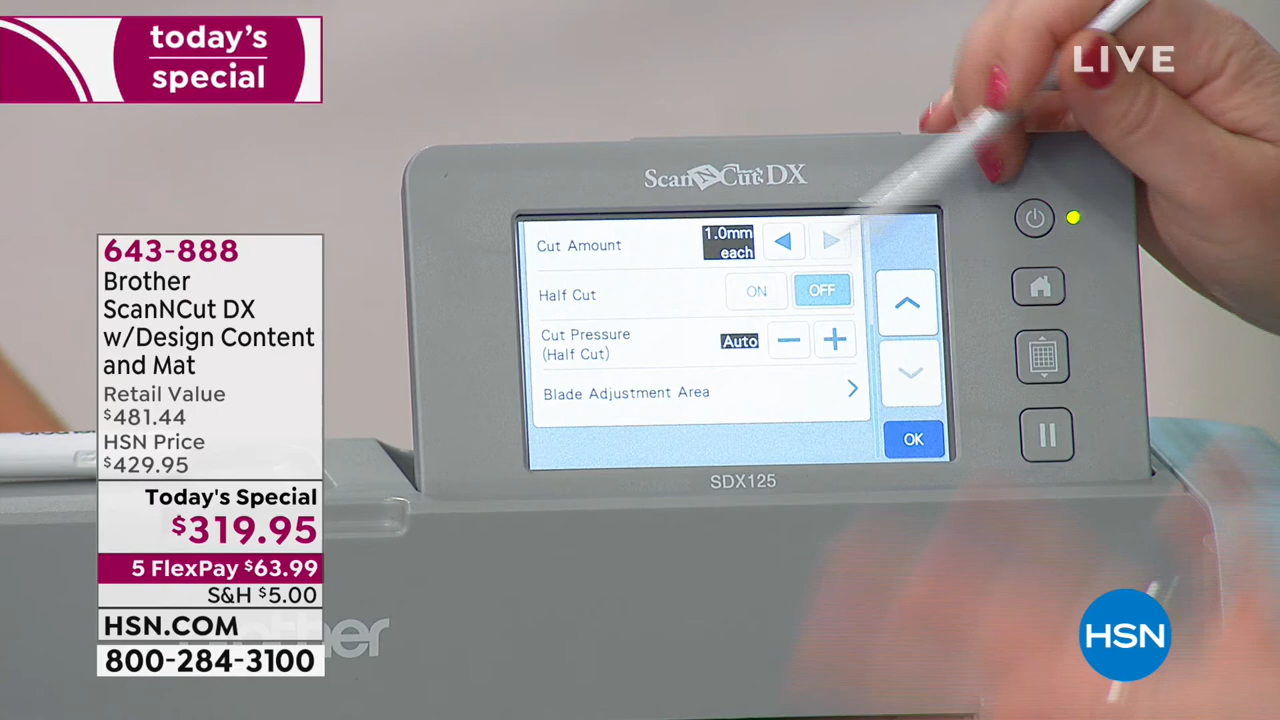 today's
special
LIVE
643-888
Brother
ScanNCut DX
w/Design Content
and Mat
Retail Value
$481.44
HSN Price
$429.95
Today's Special
$319.95
5 FlexPay $63.99
S&H $5.00
HSN.COM
800-284-3100
ScanNCut DX
Cut Amount
1.0mm
each
Half Cut
ON
OFF
Cut Pressure
(Half Cut)
Auto
Blade Adjustment Area
OK
SDX125
HSN